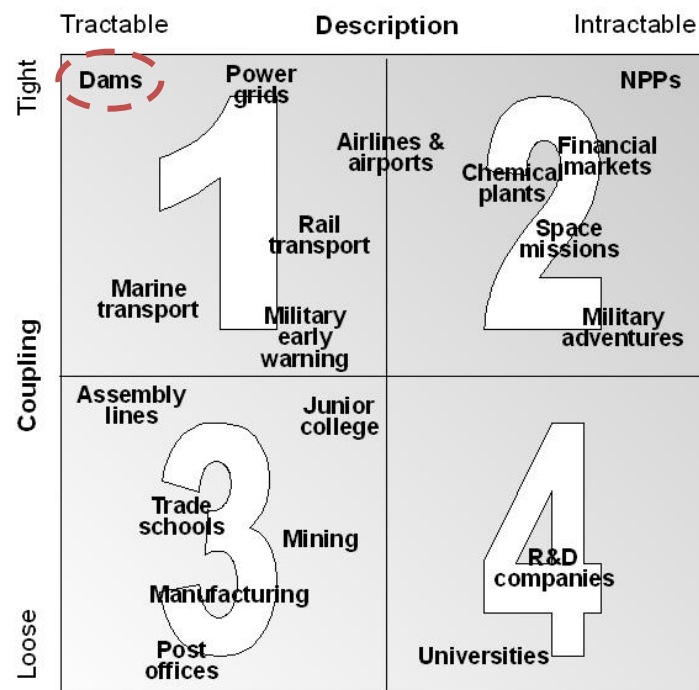 Tractable Description Intractable
Tight
Coupling
Loose
1
Dams
Power
grids
Rail
transport
Marine
transport
Military
early
warning
2
NPPs
Airlines &
airports
Financial
markets
Chemical
plants
Space
missions
Military
adventures
3
Assembly
lines
Junior
college
Trade
schools
Mining
Manufacturing
Post
offices
4
R&D
companies
Universities